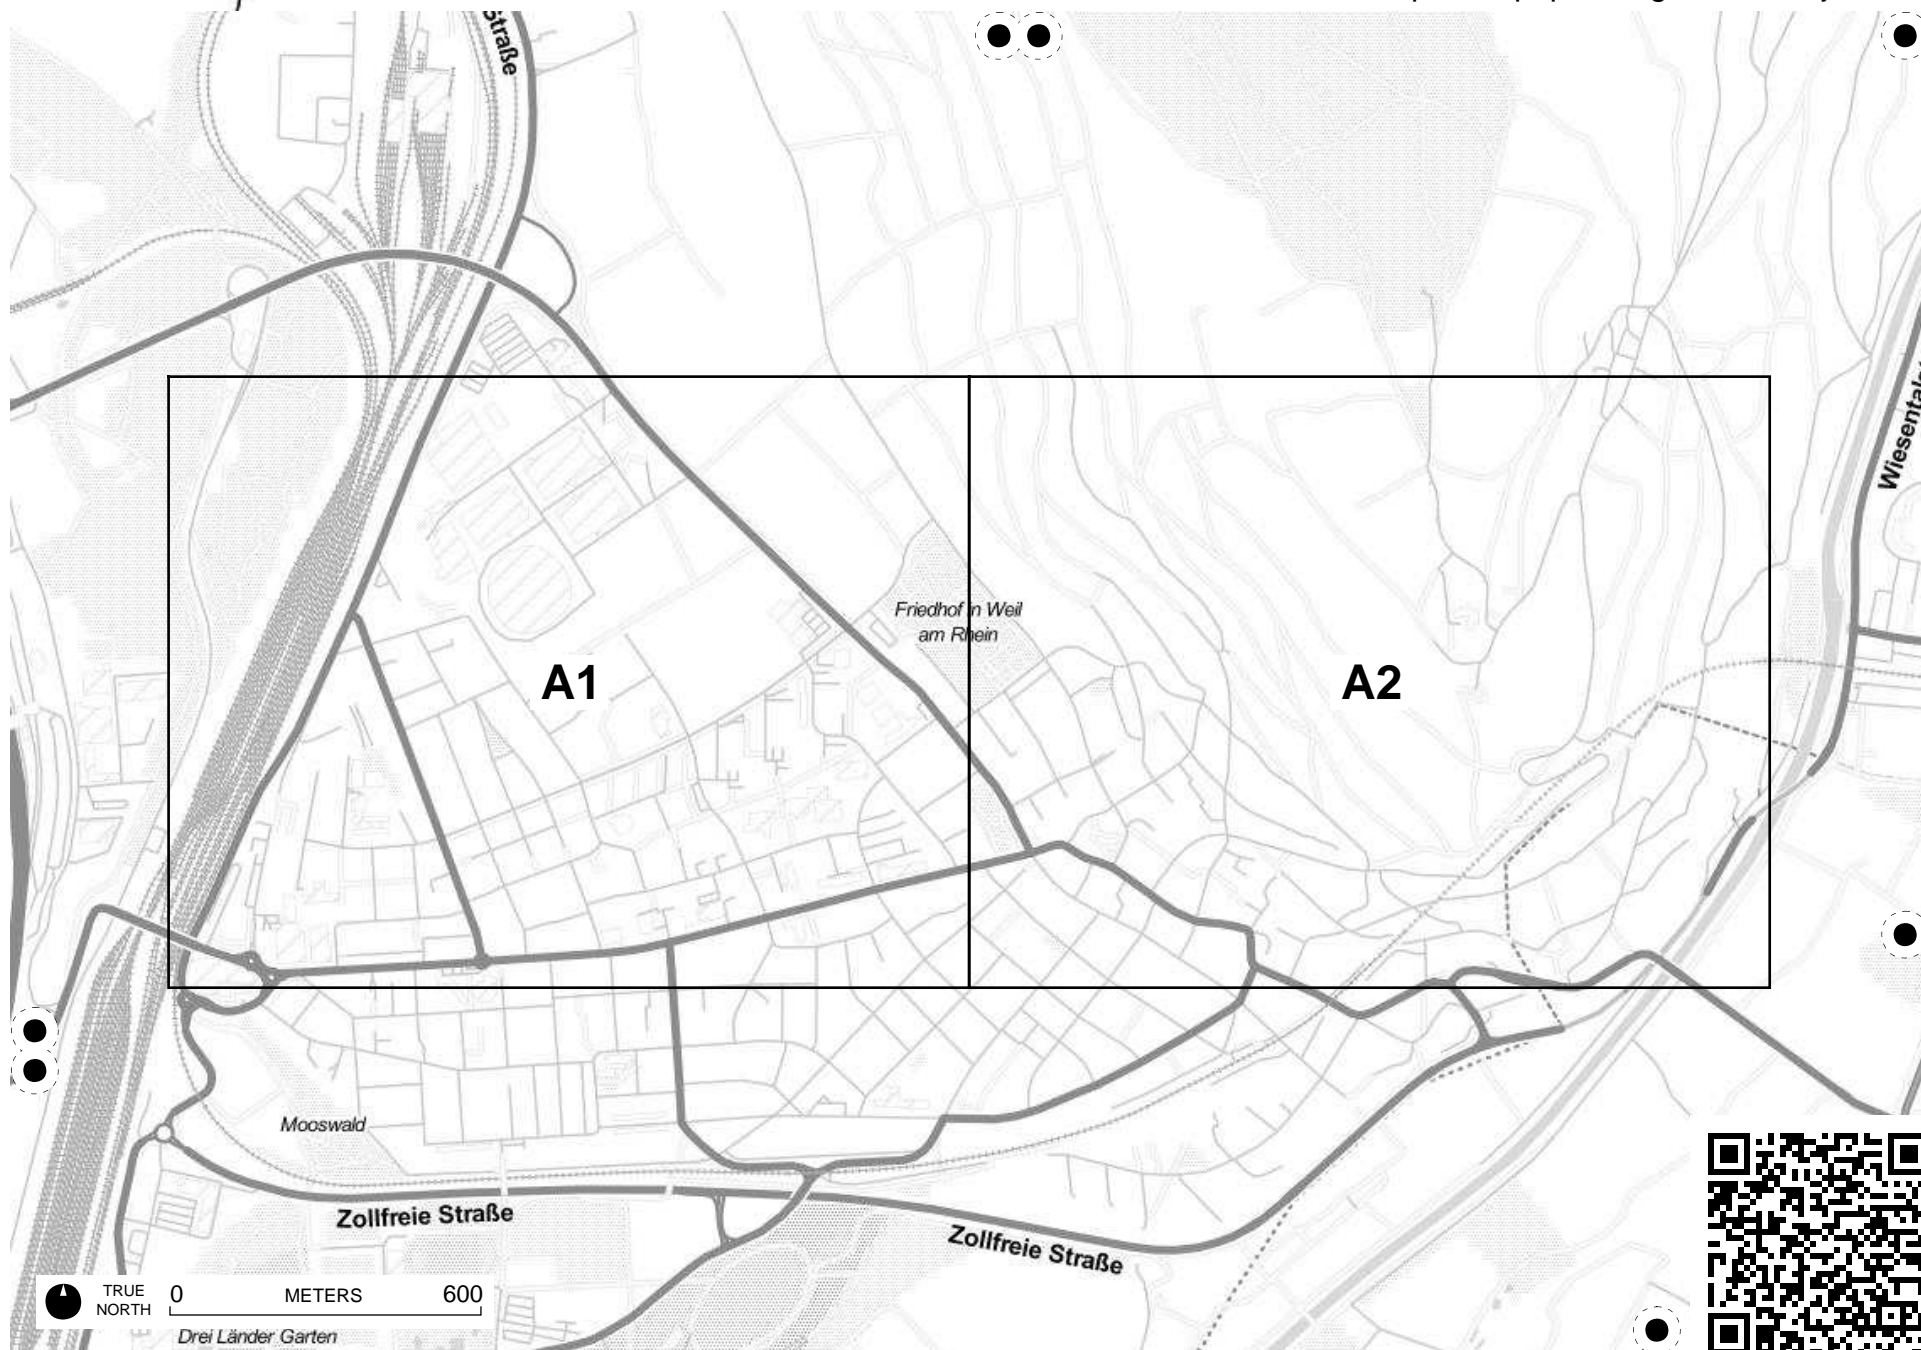 Straße
Wiesental
Friedhof in Weil
am Rhein
A1
A2
Mooswald
Zollfreie Straße
Zollfreie Straße
TRUE
NORTH
0
METERS
600
Drei Länder Garten